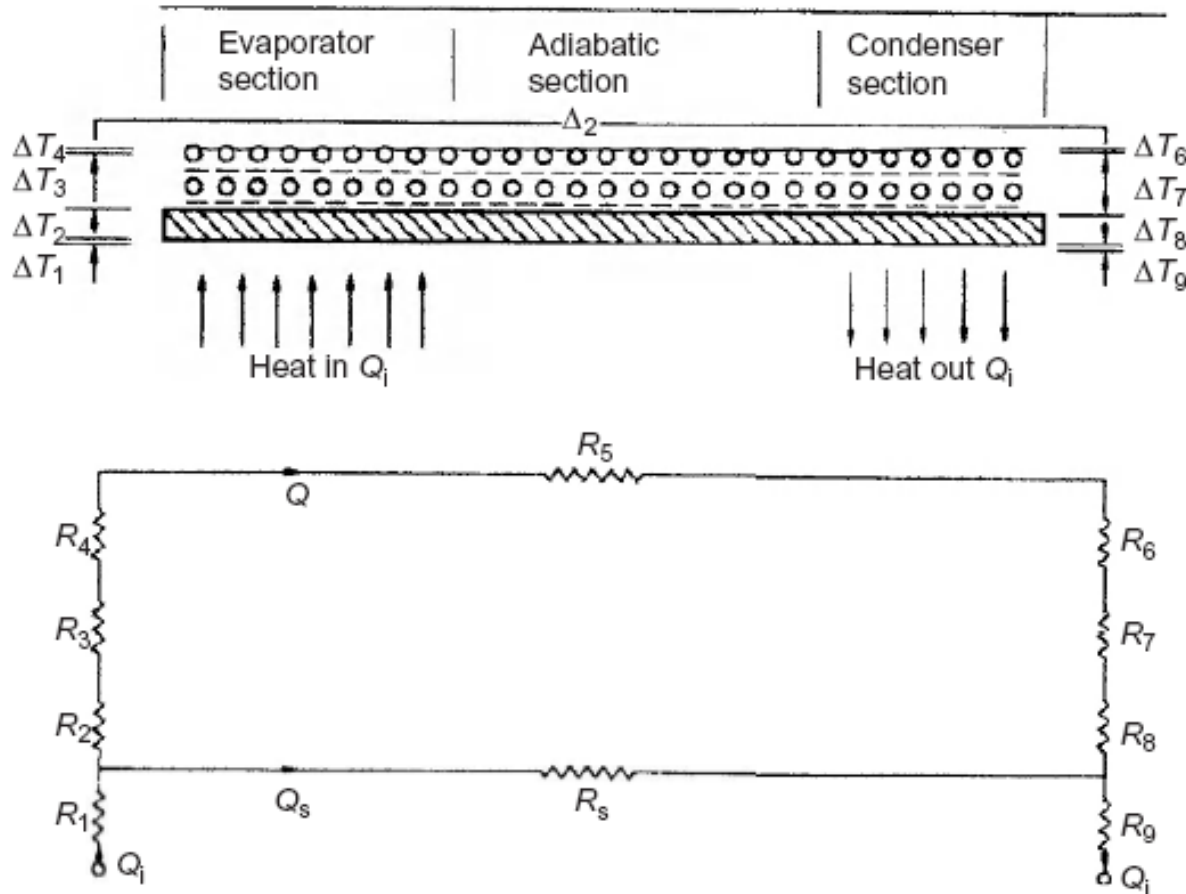 Evaporator section
Adiabatic section
Condenser section
Δ₂
ΔT₄
ΔT₃
ΔT₂
ΔT₁
ΔT₆
ΔT₇
ΔT₈
ΔT₉
Heat in Qᵢ
Heat out Qᵢ
R₅
Q
R₄
R₆
R₃
R₇
R₂
R₈
Qₛ
Rₛ
R₁
R₉
Qᵢ
Qᵢ